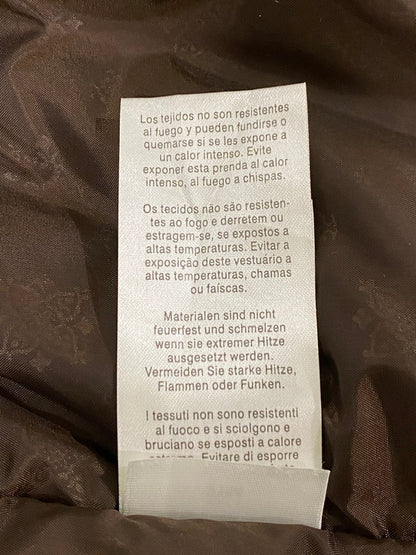 Los tejidos no son resistentes
al fuego y pueden fundirse o
quemarse si se les expone a
un calor intenso. Evite
exponer esta prenda al calor
intenso, al fuego a chispas.
Os tecidos não são resisten-
tes ao fogo e derretem ou
estragem-se, se expostos a
altas temperaturas. Evitar a
exposição deste vestuário a
altas temperaturas, chamas
ou faíscas.
Materialen sind nicht
feuerfest und schmelzen
wenn sie extremer Hitze
ausgesetzt werden.
Vermeiden Sie starke Hitze,
Flammen oder Funken.
I tessuti non sono resistenti
al fuoco e si sciolgono e
bruciano se esposti a calore
estremo. Evitare di esporre